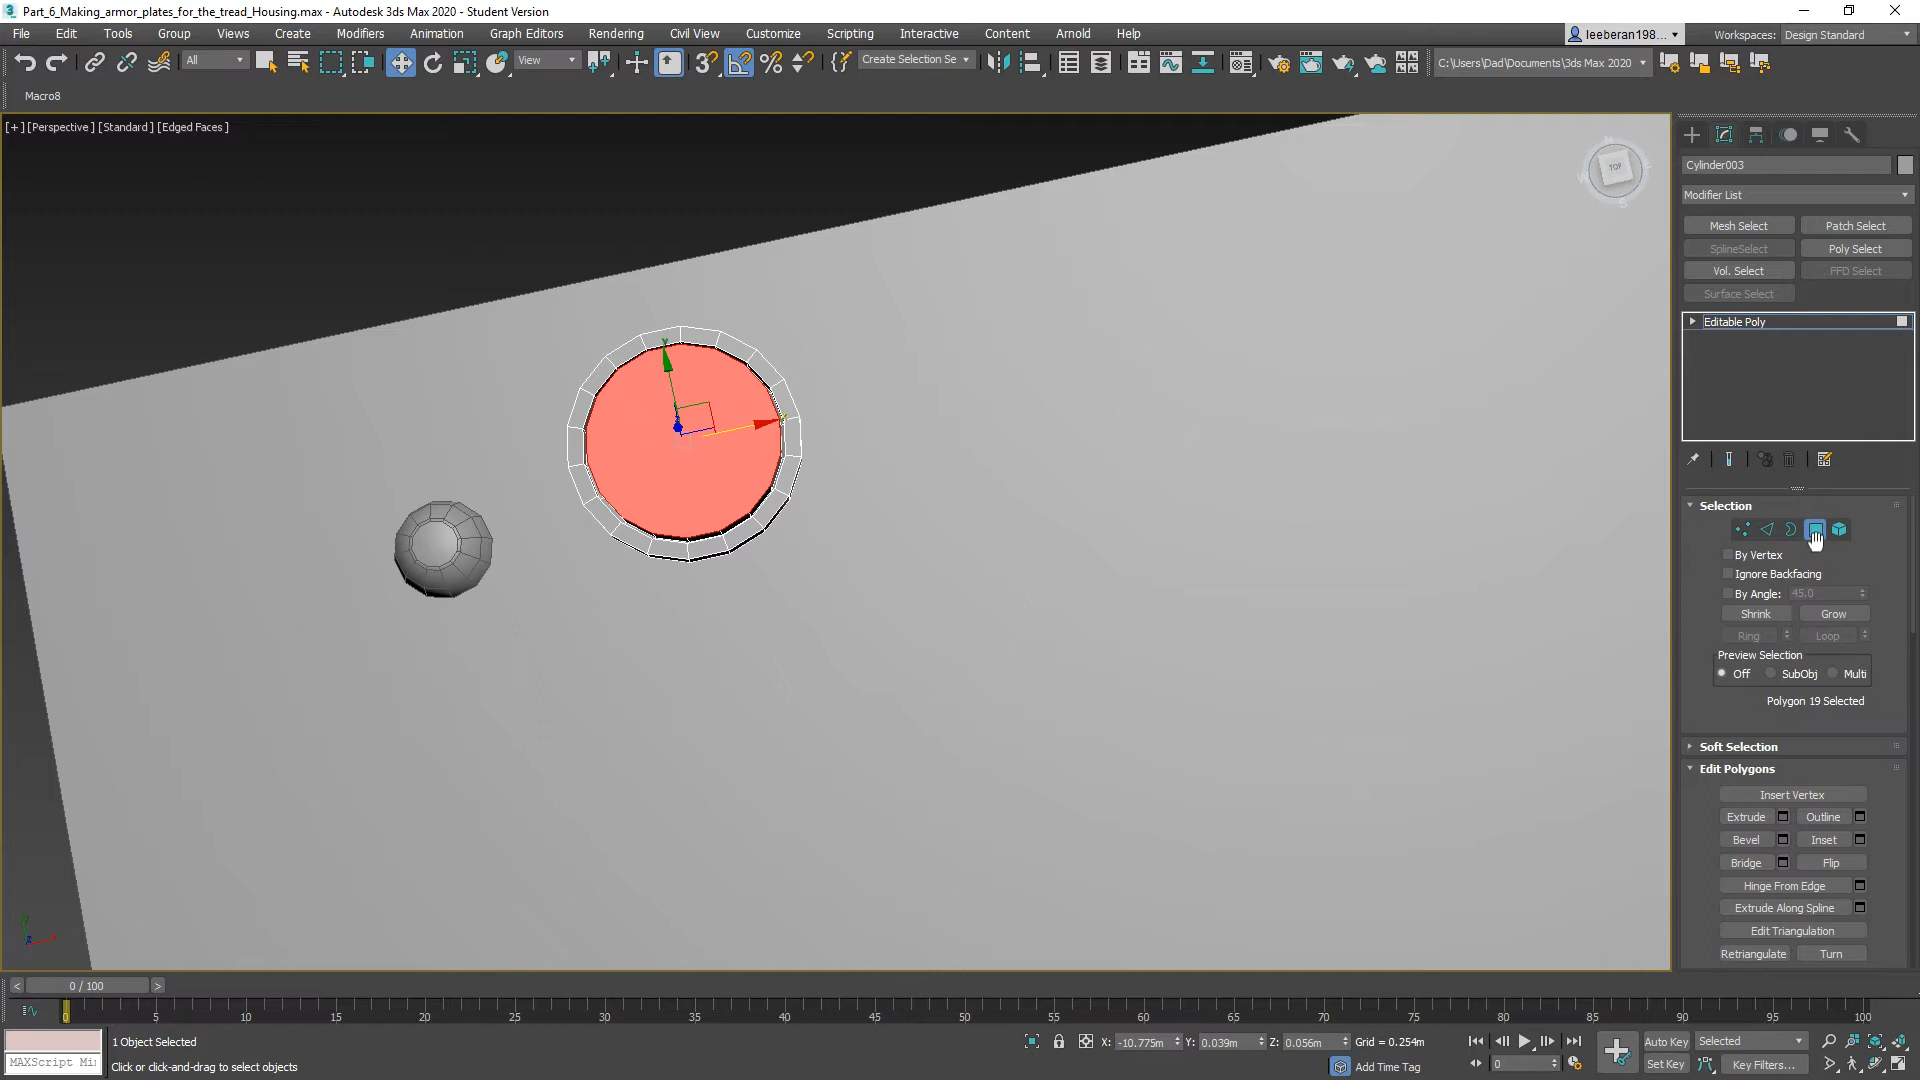 Part_6_Making_armor_plates_for_the_tread_Housing.max - Autodesk 3ds Max 2020 - Student Version
File Edit Tools Group Views Create Modifiers Animation Graph Editors Rendering Civil View Customize Scripting Interactive Content Arnold Help
leeberan198... Workspaces: Design Standard
All View Create Selection Se C:\Users\Dad\Documents\3ds Max 2020
Macro8
[+] [Perspective] [Standard] [Edged Faces]
TOP
Cylinder003
Modifier List
Mesh Select Patch Select
SplineSelect Poly Select
Vol. Select FFD Select
Surface Select
Editable Poly
Selection
By Vertex
Ignore Backfacing
By Angle: 45.0
Shrink Grow
Ring Loop
Preview Selection
Off SubObj Multi
Polygon 19 Selected
Soft Selection
Edit Polygons
Insert Vertex
Extrude Outline
Bevel Inset
Bridge Flip
Hinge From Edge
Extrude Along Spline
Edit Triangulation
Retriangulate Turn
0 / 100
0 5 10 15 20 25 30 35 40 45 50 55 60 65 70 75 80 85 90 95 100
1 Object Selected X: -10.775m Y: 0.039m Z: 0.056m Grid = 0.254m Auto Key Selected
MAXScript Mi Click or click-and-drag to select objects Add Time Tag 0 Set Key Key Filters...